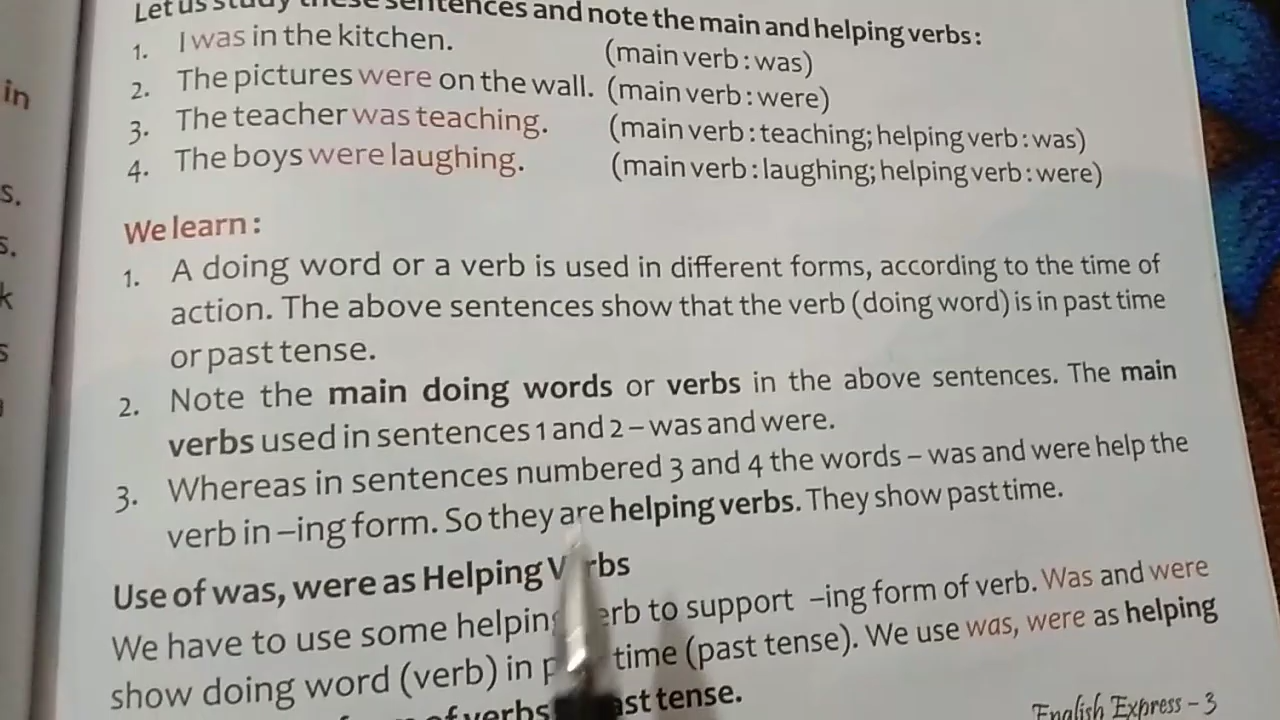 Let us study these sentences and note the main and helping verbs:
1. I was in the kitchen. (main verb : was)
2. The pictures were on the wall. (main verb : were)
3. The teacher was teaching. (main verb : teaching; helping verb : was)
4. The boys were laughing. (main verb : laughing; helping verb : were)
We learn :
1. A doing word or a verb is used in different forms, according to the time of
action. The above sentences show that the verb (doing word) is in past time
or past tense.
2. Note the main doing words or verbs in the above sentences. The main
verbs used in sentences 1 and 2 – was and were.
3. Whereas in sentences numbered 3 and 4 the words – was and were help the
verb in –ing form. So they are helping verbs. They show past time.
Use of was, were as Helping Verbs
We have to use some helping verb to support –ing form of verb. Was and were
show doing word (verb) in time (past tense). We use was, were as helping
of verbs past tense.
English Express – 3
in
s.
s.
k
s